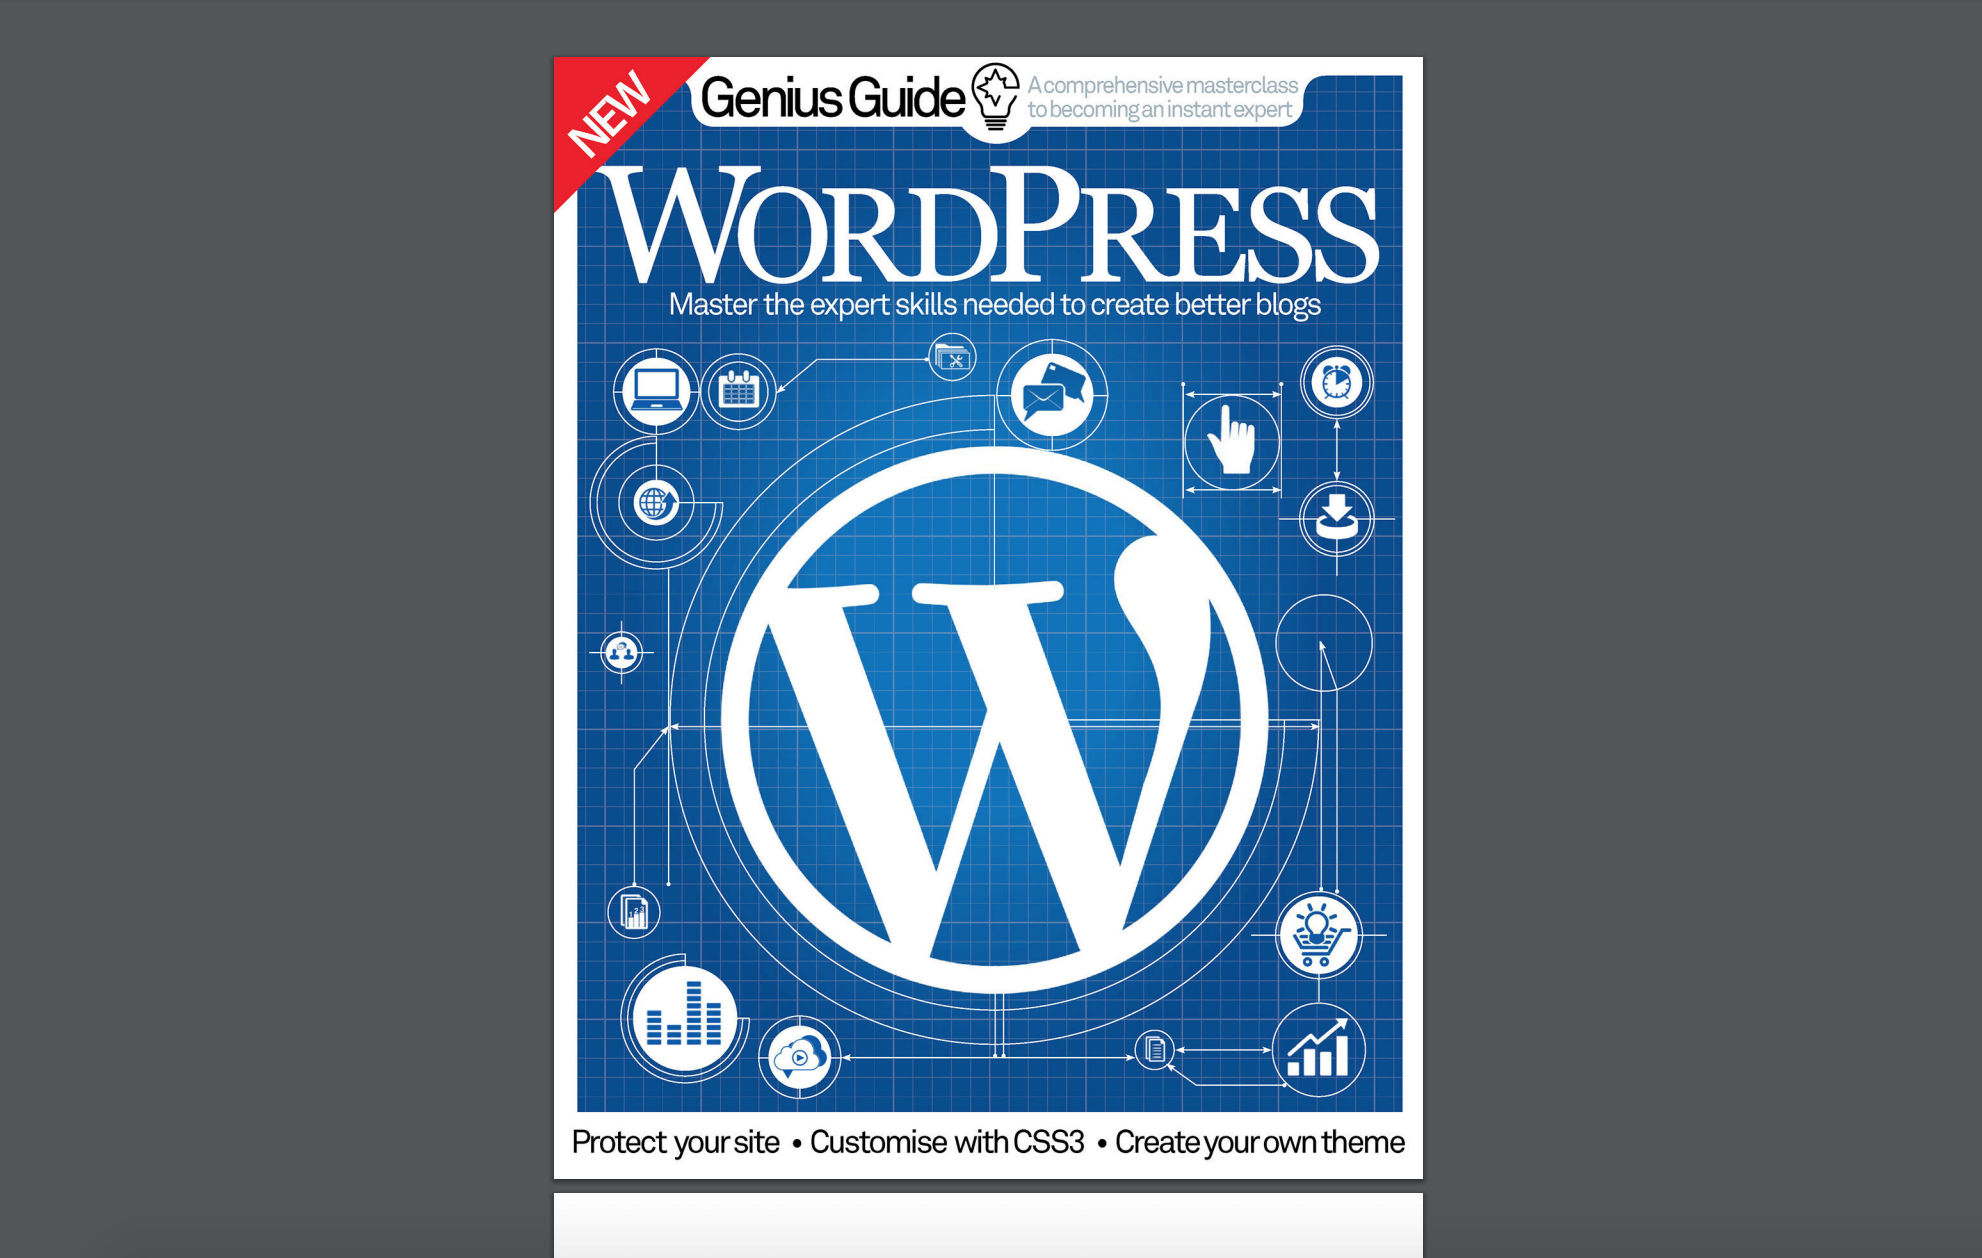 NEW
Genius Guide
A comprehensive masterclass
to becoming an instant expert
WORDPRESS
Master the expert skills needed to create better blogs
W
123
Protect your site • Customise with CSS3 • Create your own theme